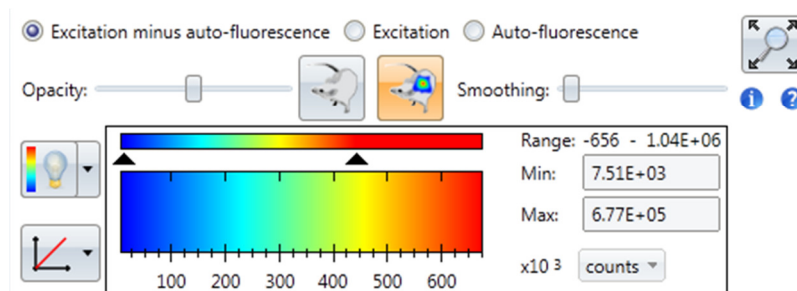 Excitation minus auto-fluorescence Excitation Auto-fluorescence
Opacity: Smoothing:
Range: -656 - 1.04E+06
Min: 7.51E+03
Max: 6.77E+05
x10 3 counts
100 200 300 400 500 600